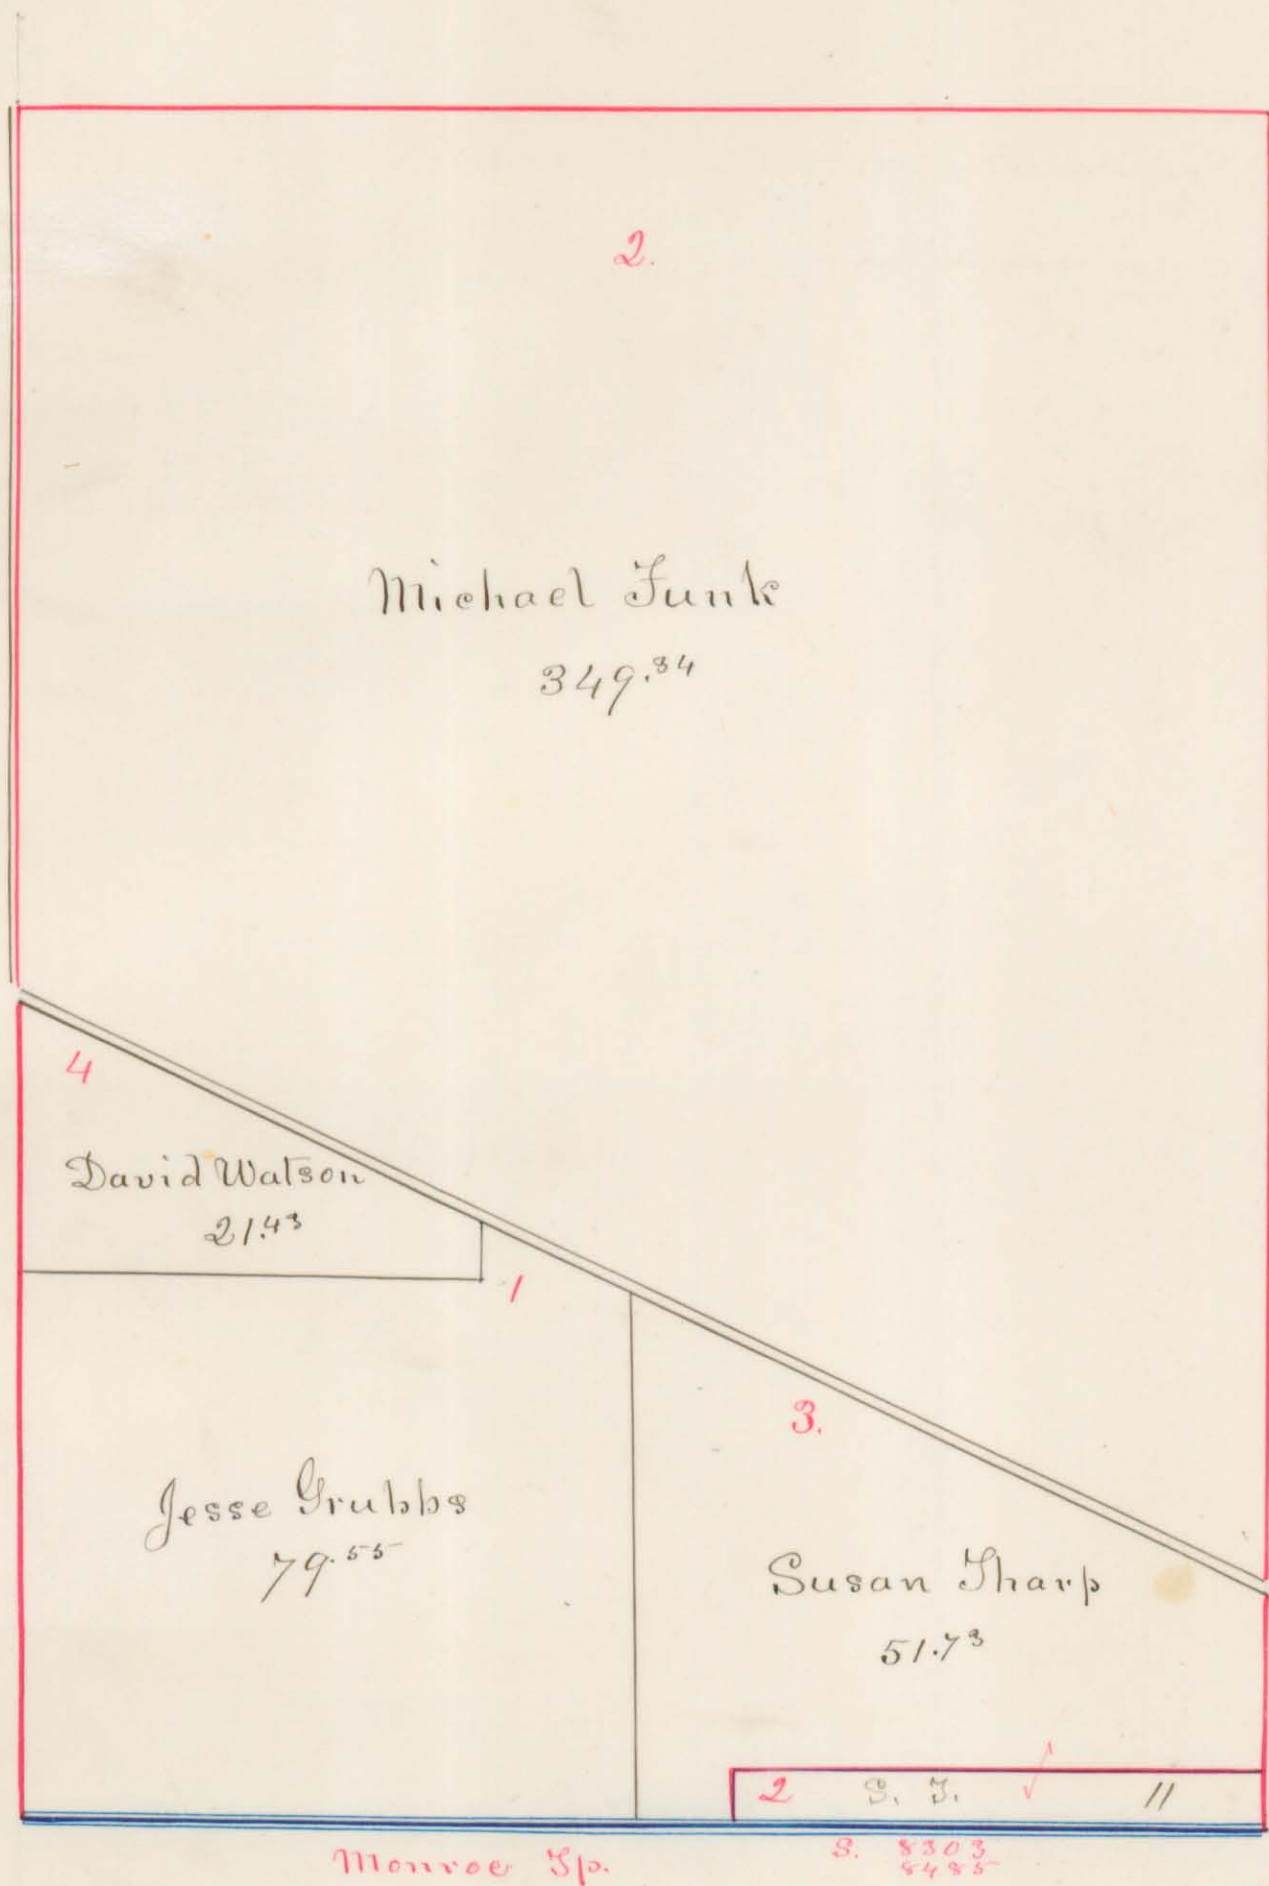 2.
Michael Funk
349.34
4
David Watson
21.43
1
3.
Jesse Grubbs
79.55
Susan Tharp
51.73
2 S. T. 11
Monroe Tp.
S. 8303
8485